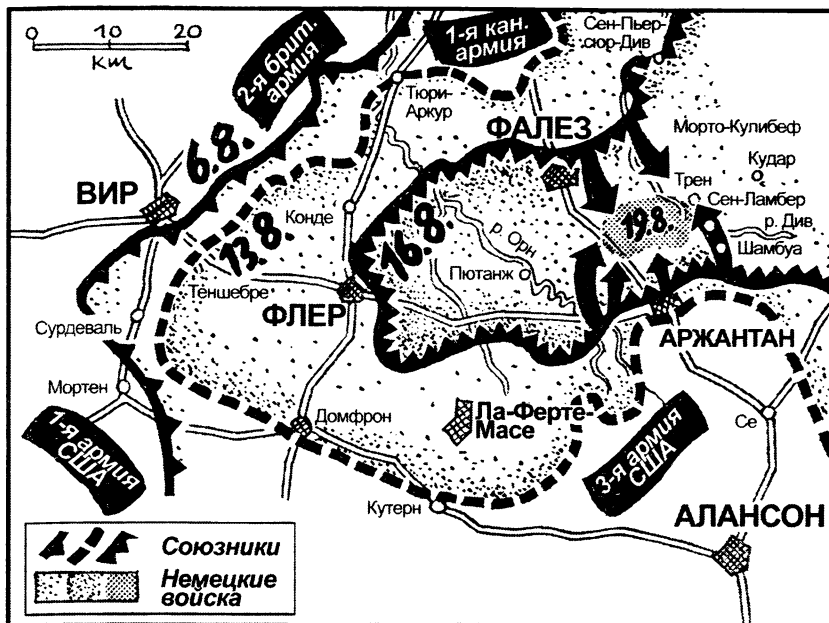 0 10 20
км
2-я брит.
армия
1-я кан.
армия
Сен-Пьер-
сюр-Див
Тюри-
Аркур
ФАЛЕЗ
Морто-Кулибеф
6.8.
ВИР
Кудар
Трен
Сен-Ламбер
р. Див
Шамбуа
19.8.
Конде
13.8.
16.8.
р. Орн
Пютанж
Теншебре
ФЛЕР
Сурдеваль
АРЖАНТАН
Мортен
1-я армия
США
Домфрон
Ла-Ферте-
Масе
Се
3-я армия
США
Кутерн
АЛАНСОН
Союзники
Немецкие
войска